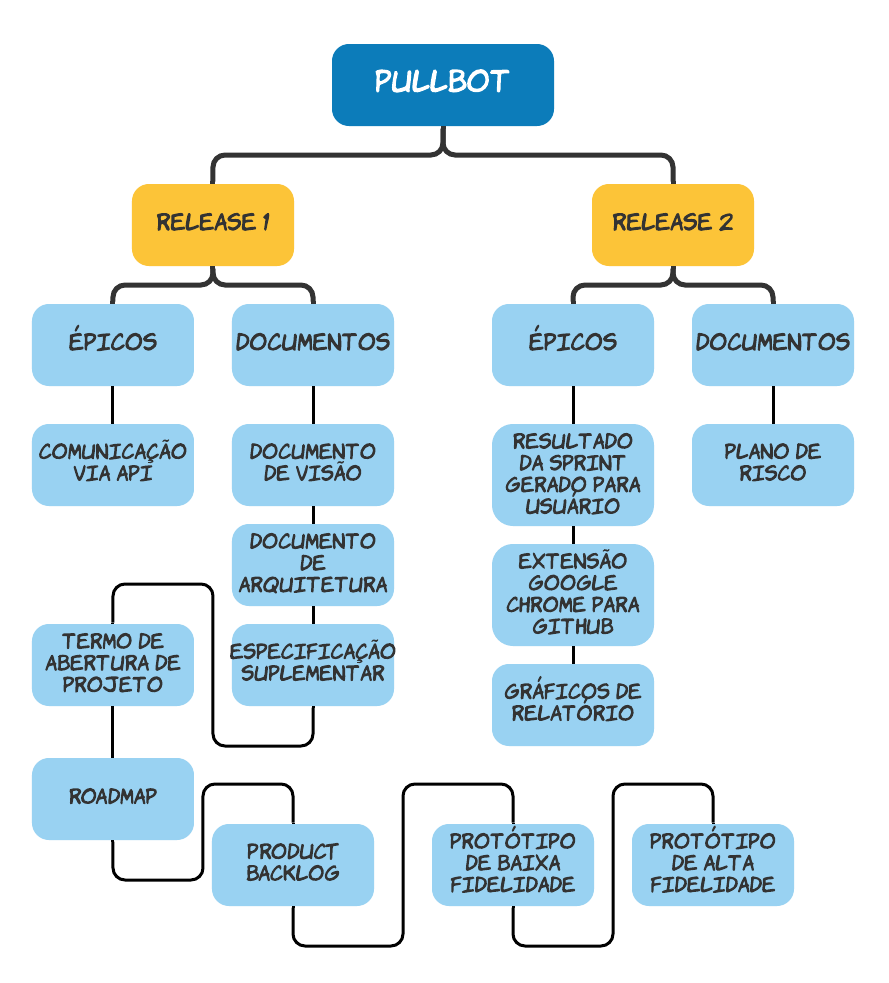 PULLBOT
RELEASE 1
RELEASE 2
ÉPICOS
DOCUMENTOS
ÉPICOS
DOCUMENTOS
COMUNICAÇÃO
VIA API
DOCUMENTO
DE VISÃO
RESULTADO
DA SPRINT
GERADO PARA
USUÁRIO
PLANO DE
RISCO
DOCUMENTO
DE
ARQUITETURA
EXTENSÃO
GOOGLE
CHROME PARA
GITHUB
TERMO DE
ABERTURA DE
PROJETO
ESPECIFICAÇÃO
SUPLEMENTAR
GRÁFICOS DE
RELATÓRIO
ROADMAP
PRODUCT
BACKLOG
PROTÓTIPO
DE BAIXA
FIDELIDADE
PROTÓTIPO
DE ALTA
FIDELIDADE